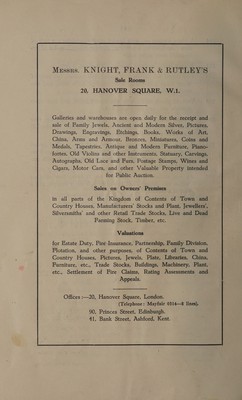 MESSRS. KNIGHT, FRANK & RUTLEY'S
Sale Rooms
20, HANOVER SQUARE, W.1.
Galleries and warehouses are open daily for the receipt and
sale of Family Jewels, Ancient and Modern Silver, Pictures,
Drawings, Engravings, Etchings, Books, Works of Art,
China, Arms and Armour, Bronzes, Miniatures, Coins and
Medals, Tapestries, Antique and Modern Furniture, Piano-
fortes, Old Violins and other Instruments, Statuary, Carvings,
Autographs, Old Lace and Furs, Postage Stamps, Wines and
Cigars, Motor Cars, and other Valuable Property intended
for Public Auction.
Sales on Owners' Premises
in all parts of the Kingdom of Contents of Town and
Country Houses, Manufacturers' Stocks and Plant, Jewellers',
Silversmiths' and other Retail Trade Stocks, Live and Dead
Farming Stock, Timber, etc.
Valuations
for Estate Duty, Fire Insurance, Partnership, Family Division,
Flotation, and other purposes, of Contents of Town and
Country Houses, Pictures, Jewels, Plate, Libraries, China,
Furniture, etc., Trade Stocks, Buildings, Machinery, Plant,
etc., Settlement of Fire Claims, Rating Assessments and
Appeals.
Offices :—20, Hanover Square, London.
(Telephone: Mayfair 6514—8 lines).
90, Princes Street, Edinburgh.
41, Bank Street, Ashford, Kent.